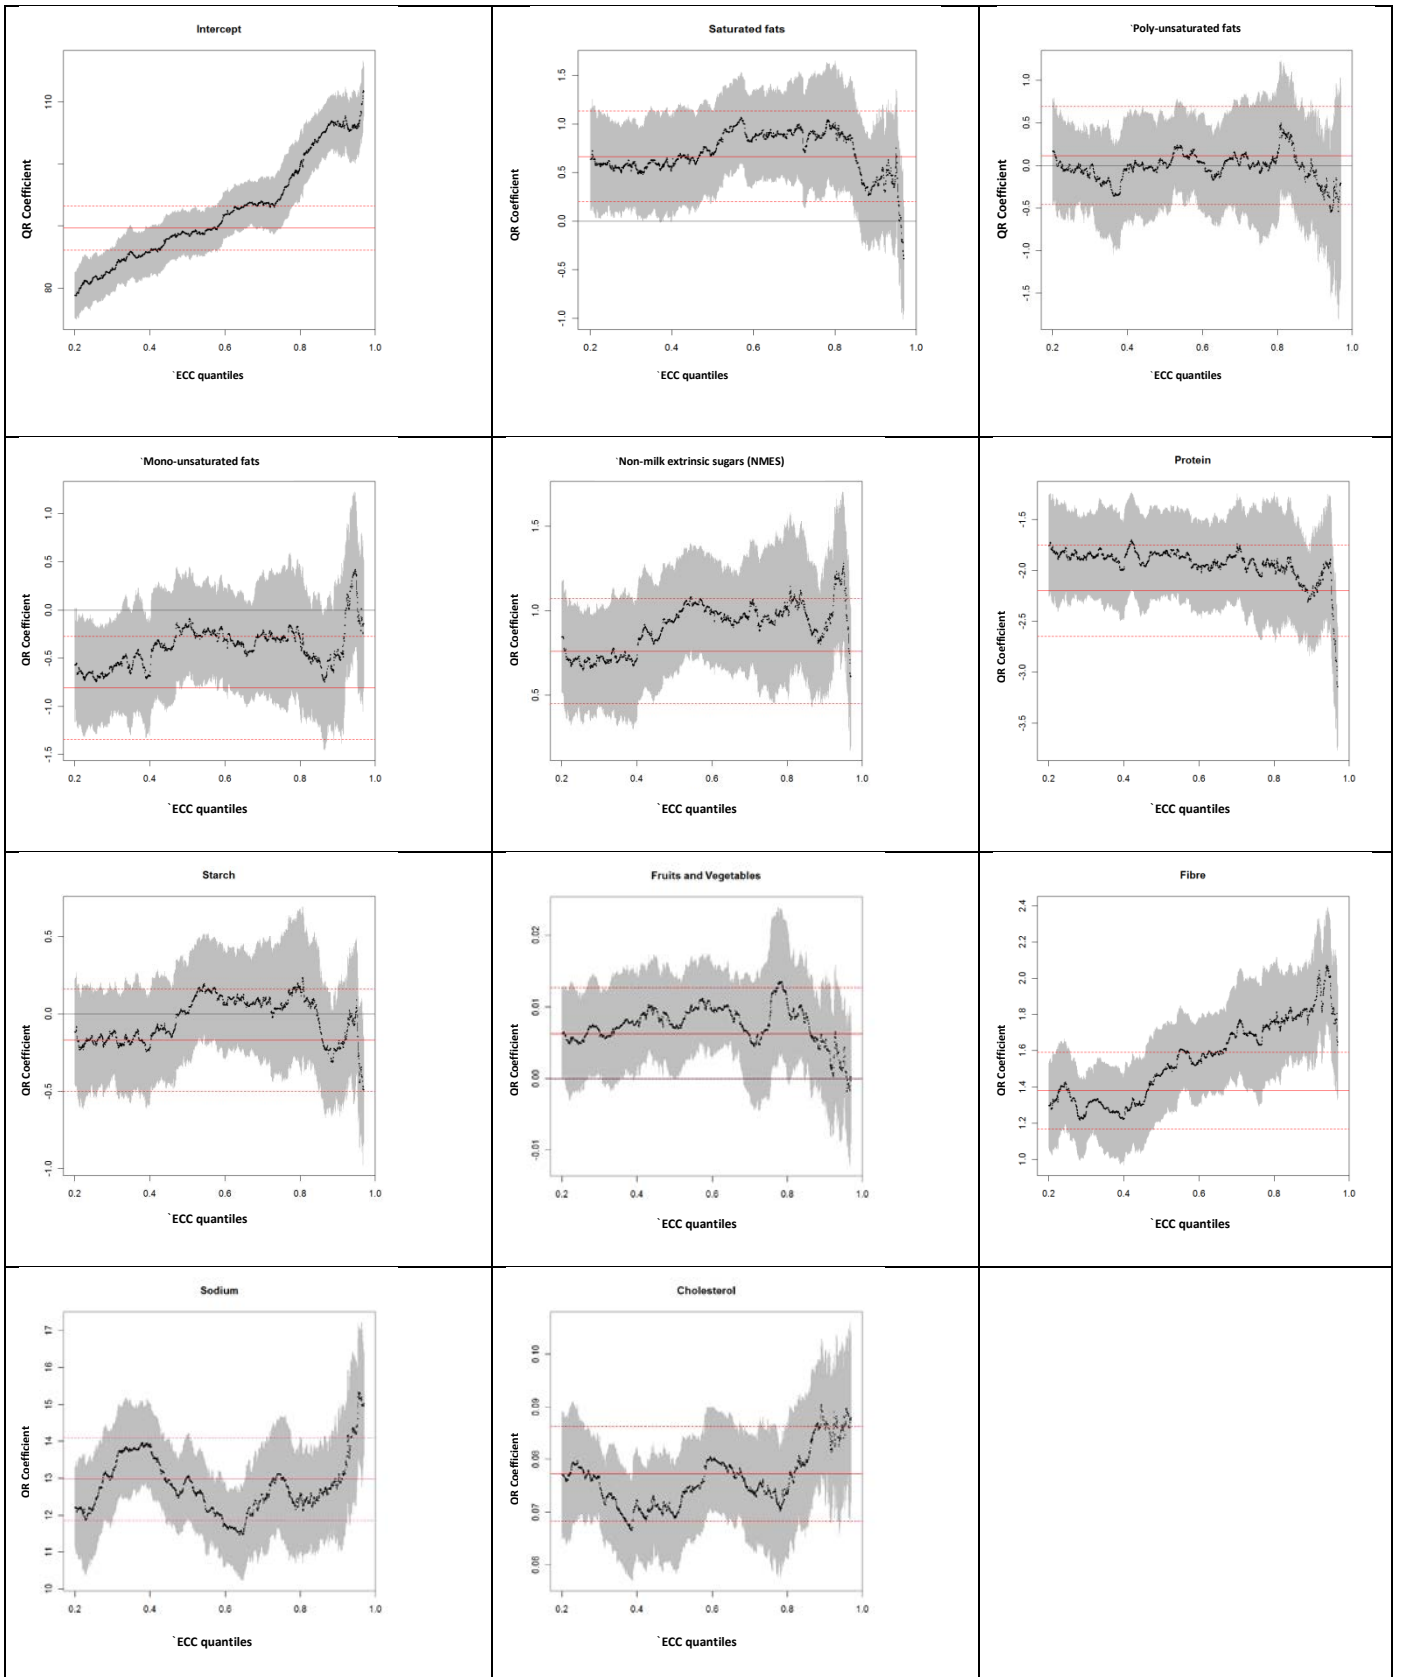 Intercept
QR Coefficient
110
80
0.2 0.4 0.6 0.8 1.0
`ECC quantiles
Saturated fats
QR Coefficient
1.5
1.0
0.5
0.0
-0.5
-1.0
0.2 0.4 0.6 0.8 1.0
`ECC quantiles
`Poly-unsaturated fats
QR Coefficient
1.0
0.5
0.0
-0.5
-1.0
-1.5
0.2 0.4 0.6 0.8 1.0
`ECC quantiles
`Mono-unsaturated fats
QR Coefficient
1.0
0.5
0.0
-0.5
-1.0
-1.5
0.2 0.4 0.6 0.8 1.0
`ECC quantiles
`Non-milk extrinsic sugars (NMES)
QR Coefficient
1.5
1.0
0.5
0.2 0.4 0.6 0.8 1.0
`ECC quantiles
Protein
QR Coefficient
-1.5
-2.0
-2.5
-3.0
-3.5
0.2 0.4 0.6 0.8 1.0
`ECC quantiles
Starch
QR Coefficient
0.5
0.0
-0.5
-1.0
0.2 0.4 0.6 0.8 1.0
`ECC quantiles
Fruits and Vegetables
QR Coefficient
0.02
0.01
0.00
-0.01
0.2 0.4 0.6 0.8 1.0
`ECC quantiles
Fibre
QR Coefficient
2.4
2.2
2.0
1.8
1.6
1.4
1.2
1.0
0.2 0.4 0.6 0.8 1.0
`ECC quantiles
Sodium
QR Coefficient
17
16
15
14
13
12
11
10
0.2 0.4 0.6 0.8 1.0
`ECC quantiles
Cholesterol
QR Coefficient
0.10
0.09
0.08
0.07
0.06
0.2 0.4 0.6 0.8 1.0
`ECC quantiles